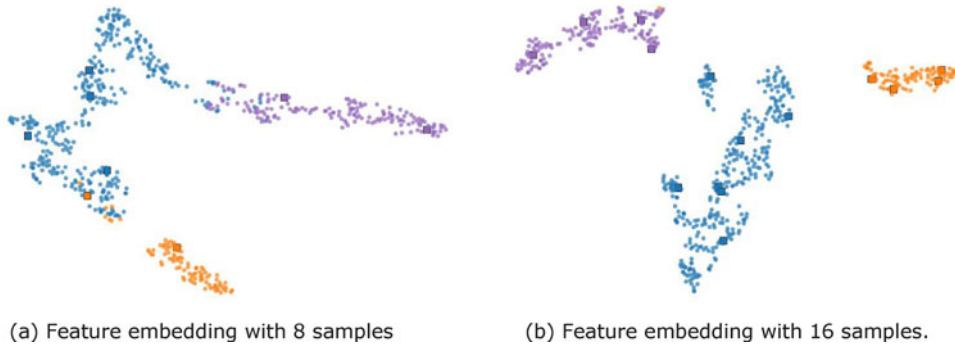 (a) Feature embedding with 8 samples
(b) Feature embedding with 16 samples.